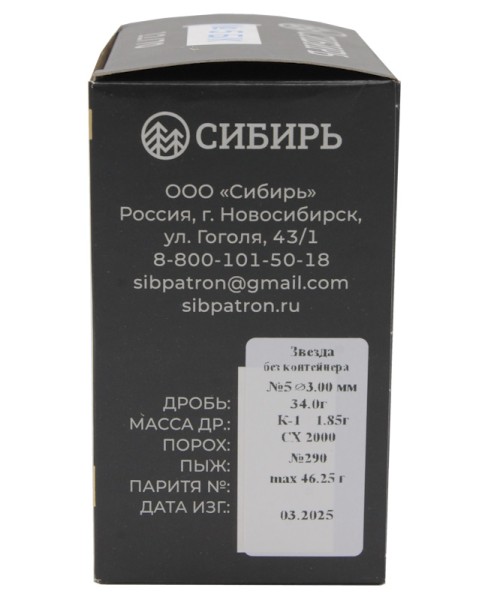 СИБИРЬ
ООО «Сибирь»
Россия, г. Новосибирск,
ул. Гоголя, 43/1
8-800-101-50-18
sibpatron@gmail.com
sibpatron.ru
Звезда
без контейнера
№5 ⌀3.00 мм
ДРОБЬ: 34.0г
МАССА ДР.: К-1 1.85г
ПОРОХ: СХ 2000
ПЫЖ: №290
ПАРИТЯ №: max 46.25 г
ДАТА ИЗГ.: 03.2025